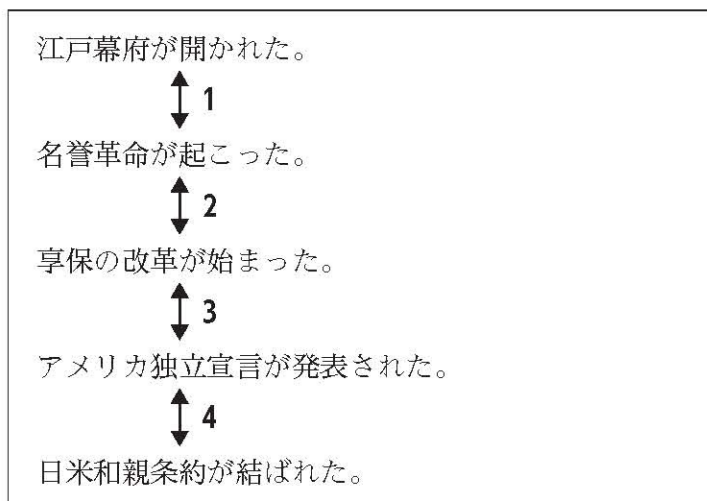 江戸幕府が開かれた。
1
名誉革命が起こった。
2
享保の改革が始まった。
3
アメリカ独立宣言が発表された。
4
日米和親条約が結ばれた。